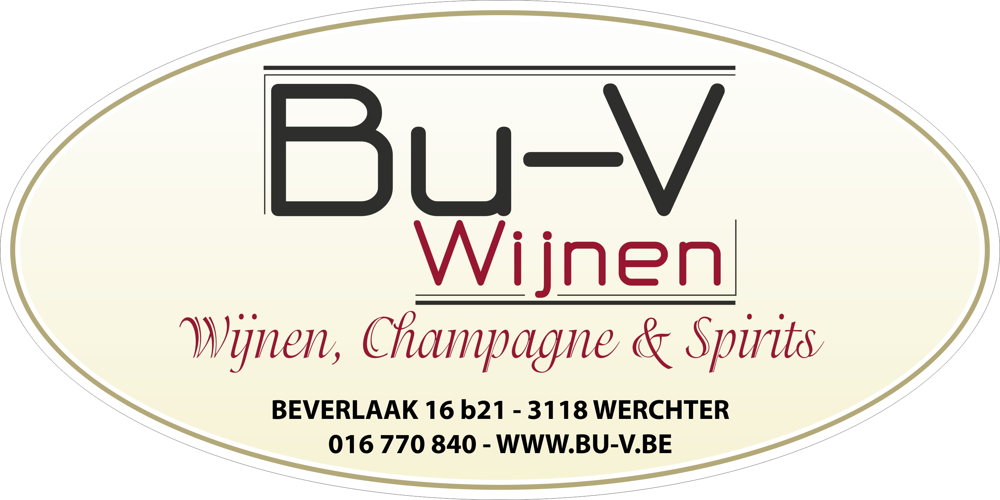 Bu-V
Wijnen
Wijnen, Champagne & Spirits
BEVERLAAK 16 b21 - 3118 WERCHTER
016 770 840 - WWW.BU-V.BE